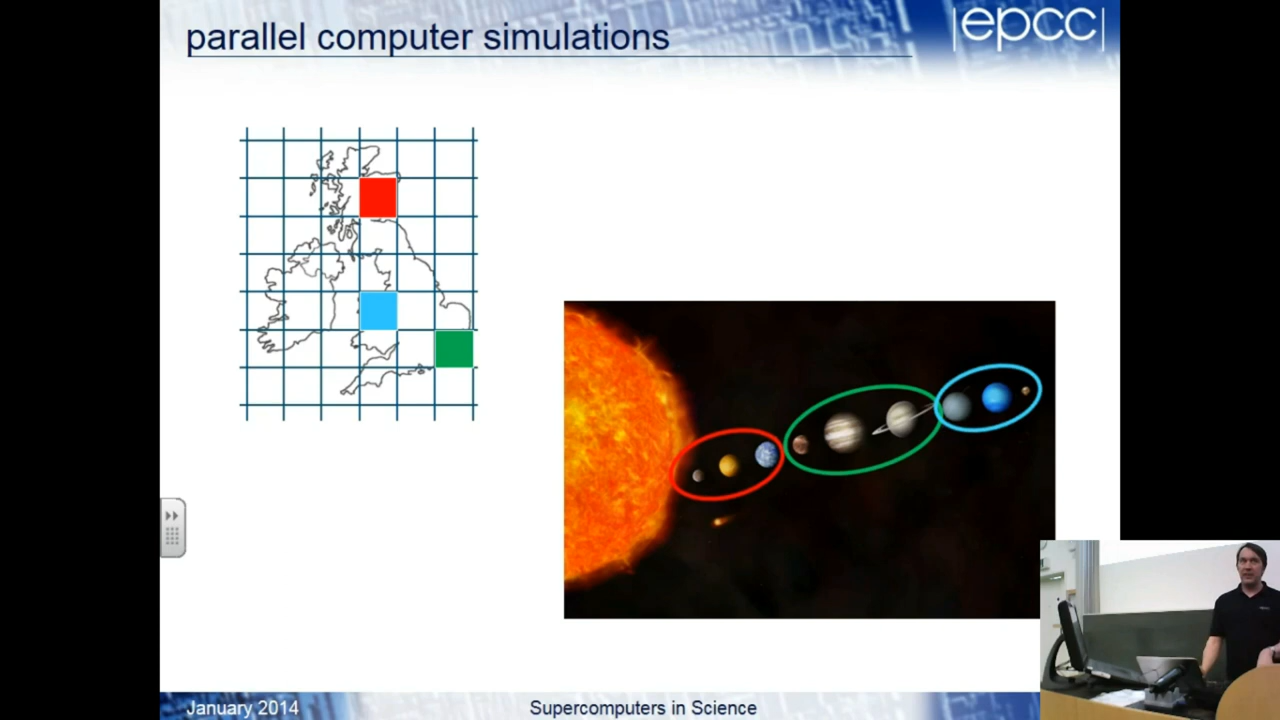 parallel computer simulations
|epcc|
January 2014
Supercomputers in Science